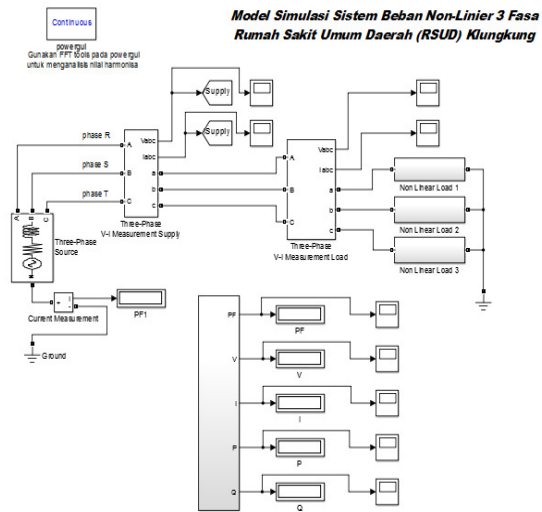 Model Simulasi Sistem Beban Non-Linier 3 Fasa
Rumah Sakit Umum Daerah (RSUD) Klungkung
Continuous
powergui
Gunakan FFT tools pada powergui
untuk menganalisis nilai harmonisa
Supply
Supply
phase R
phase S
phase T
A
B
C
Vabc
Iabc
a
b
c
Three-Phase
V-I Measurement Supply
A
B
C
Vabc
Iabc
a
b
c
Three-Phase
V-I Measurement Load
Non Linear Load 1
Non Linear Load 2
Non Linear Load 3
A
B
C
N
Three-Phase
Source
+
-
i
Current Measurement
PF1
Ground
PF
V
I
P
Q
PF
V
I
P
Q